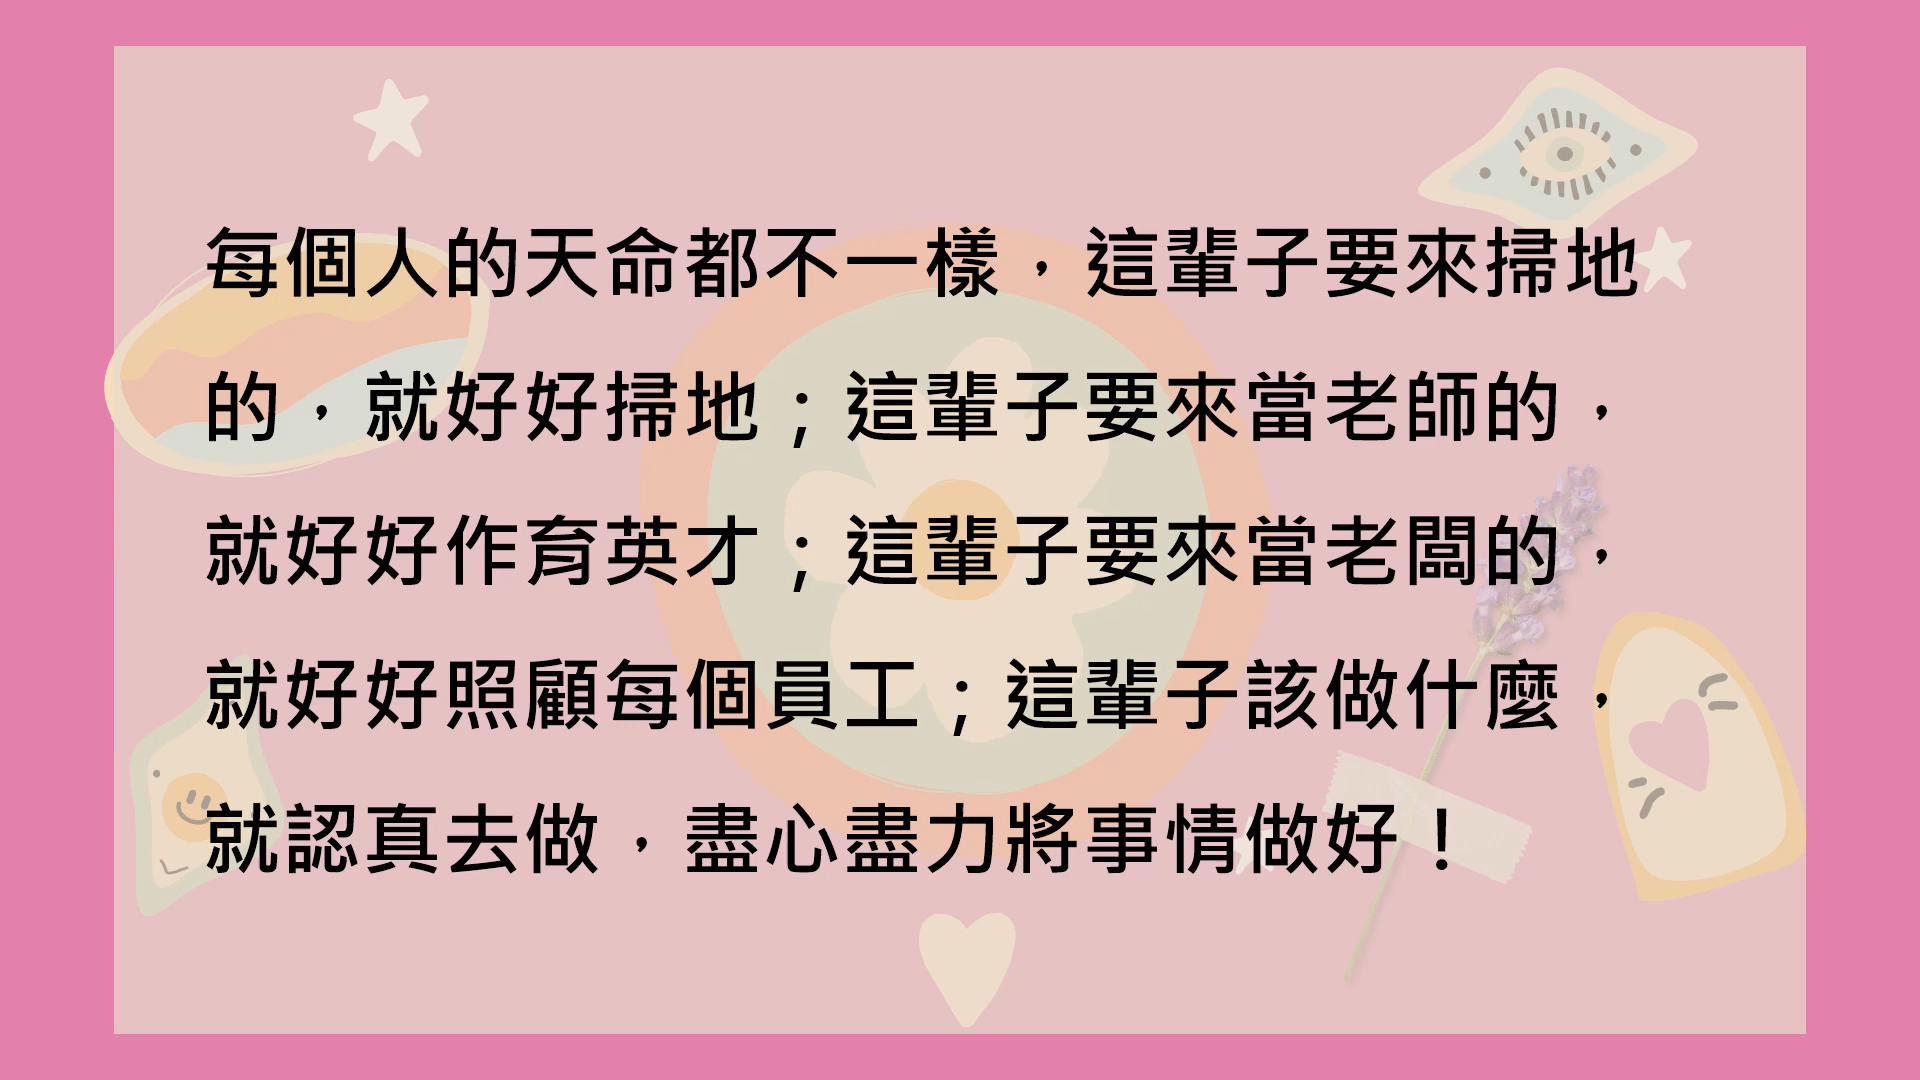 每個人的天命都不一樣，這輩子要來掃地
的，就好好掃地；這輩子要來當老師的，
就好好作育英才；這輩子要來當老闆的，
就好好照顧每個員工；這輩子該做什麼，
就認真去做，盡心盡力將事情做好！